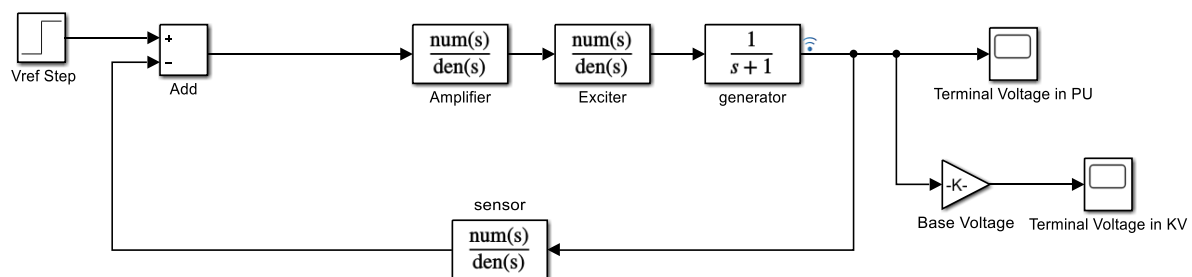 Vref Step
+
−
Add
num(s)
den(s)
Amplifier
num(s)
den(s)
Exciter
1
s + 1
generator
Terminal Voltage in PU
-K-
Base Voltage
Terminal Voltage in KV
sensor
num(s)
den(s)